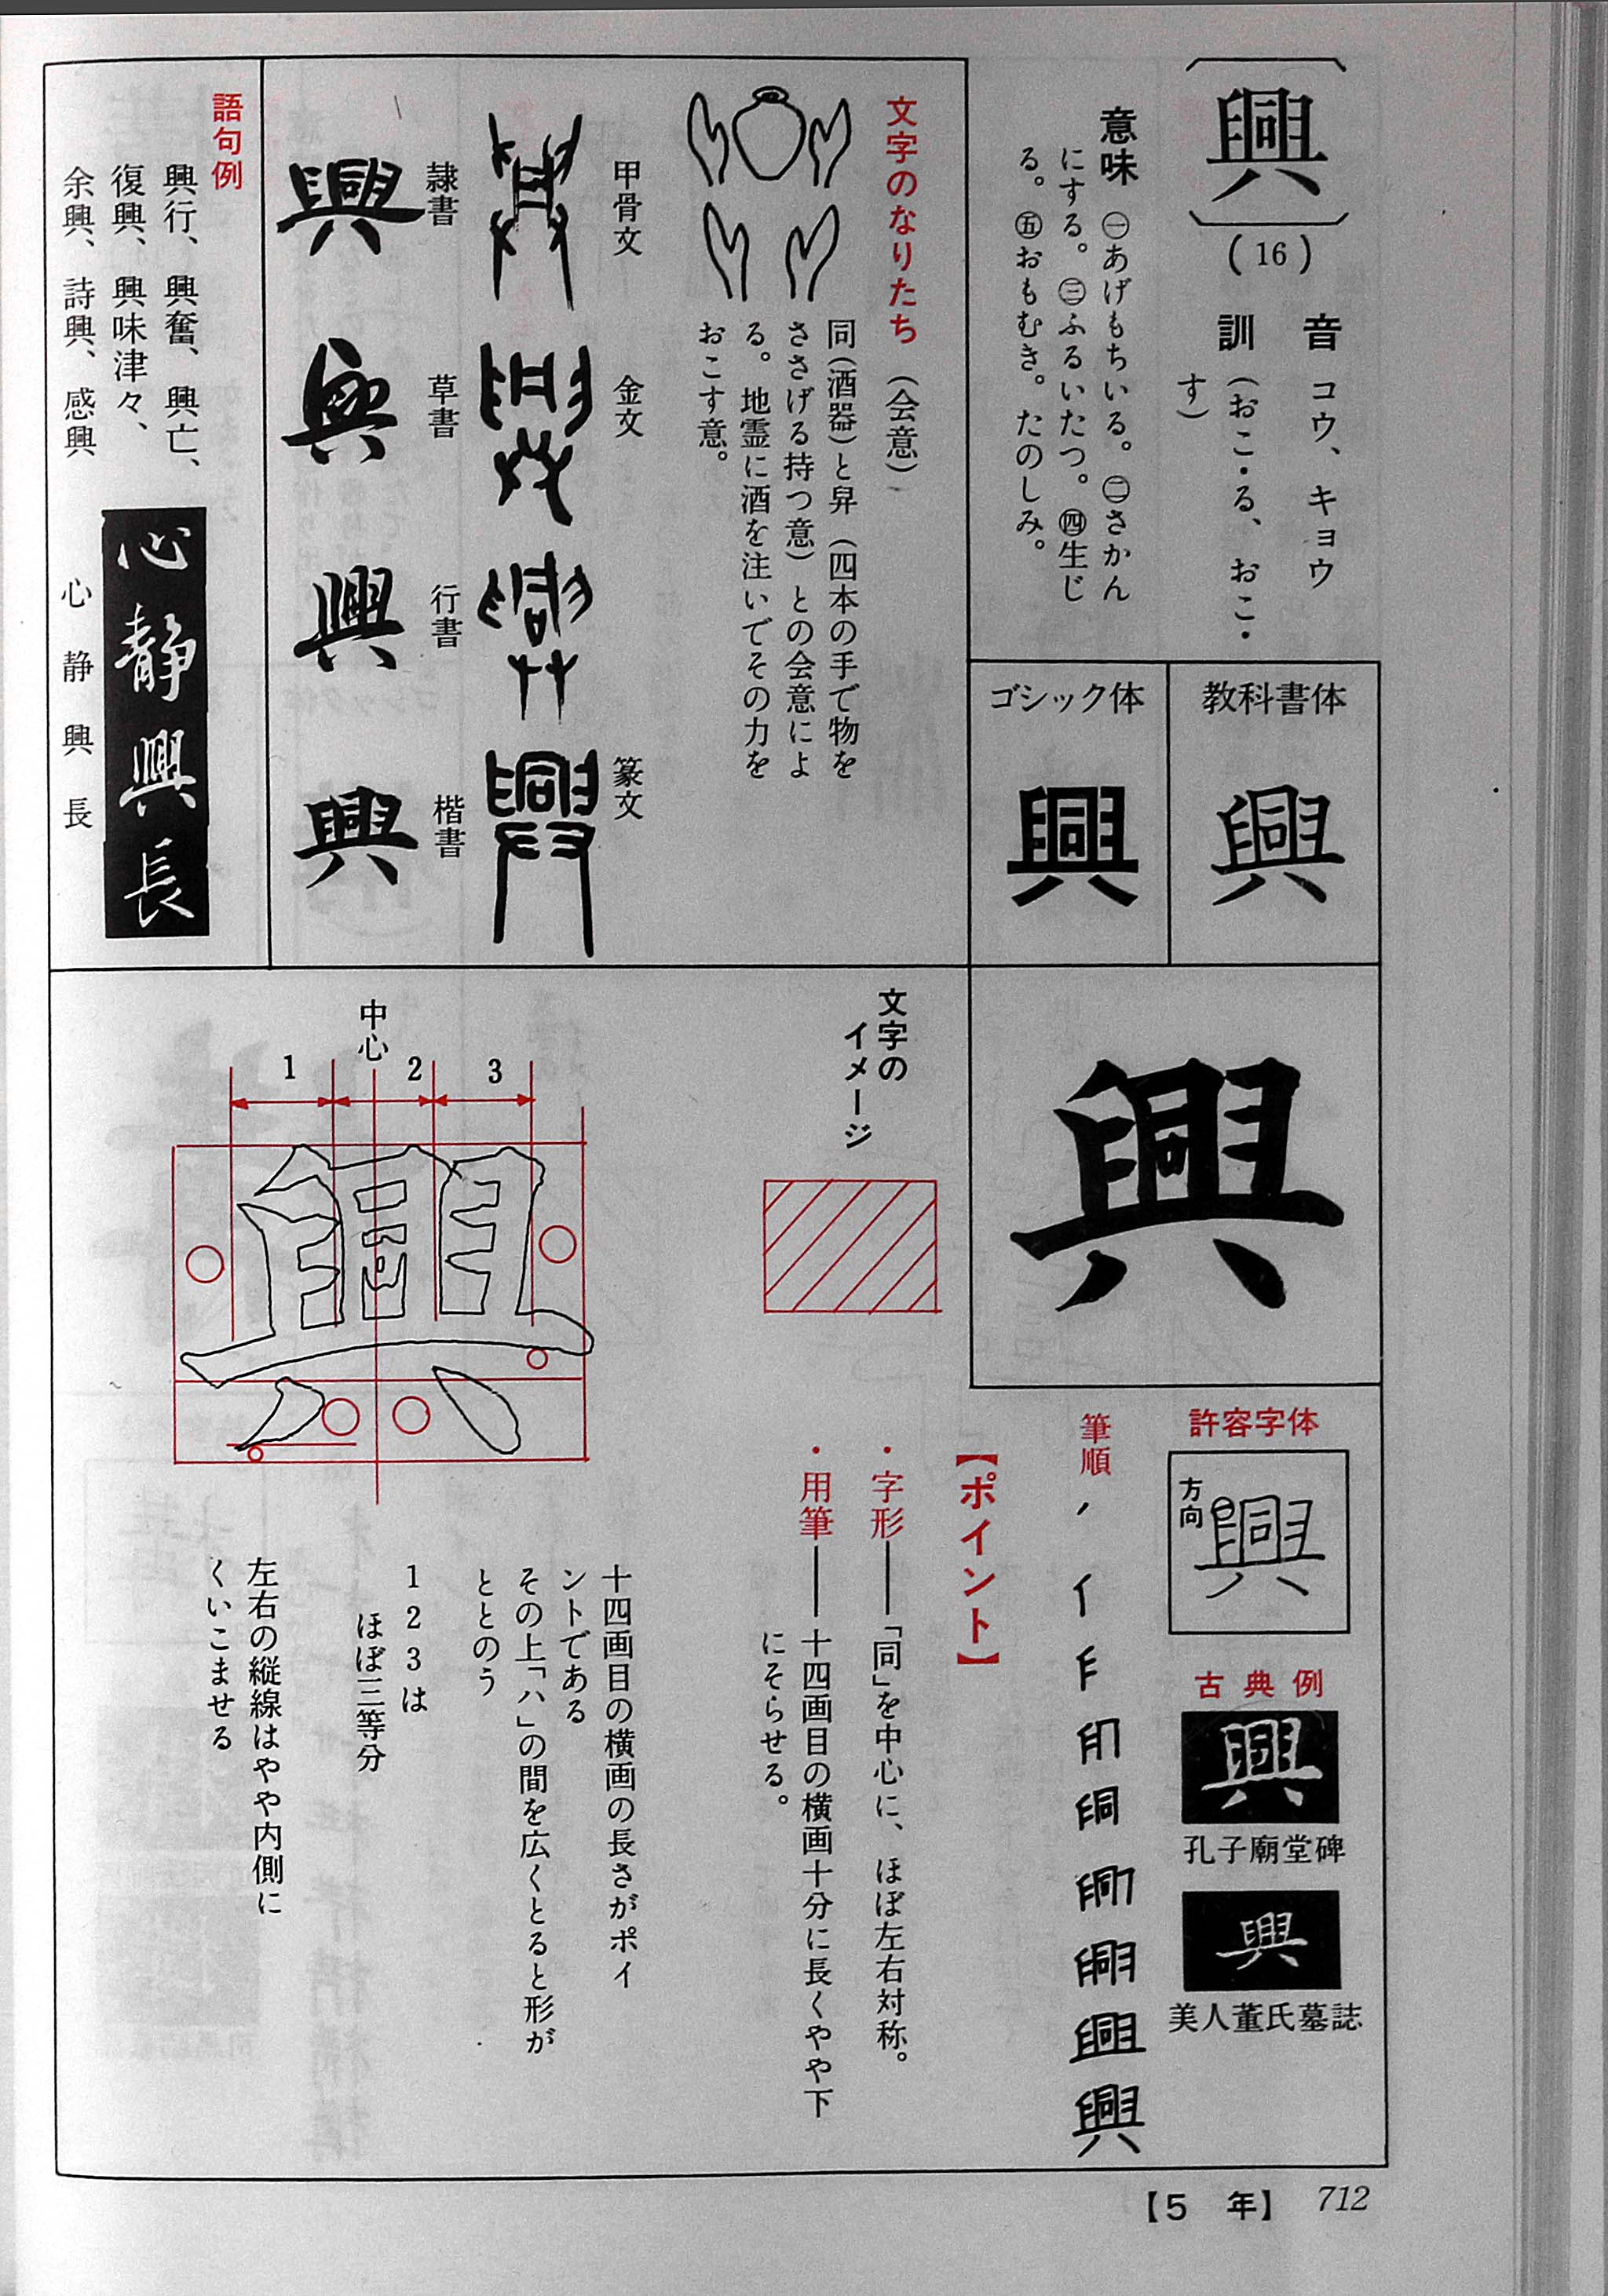 興
(16)
音 コウ、キョウ
訓 (おこ・る、おこ・
す)
意味 ㊀あげもちいる。㊁さかん
にする。㊂ふるいたつ。㊃生じ
る。㊄おもむき。たのしみ。
教科書体
興
ゴシック体
興
文字のなりたち (会意)
同(酒器)と舁(四本の手で物を
ささげる持つ意)との会意によ
る。地霊に酒を注いでその力を
おこす意。
甲骨文 金文 篆文
隷書 草書 行書 楷書
興 興 興 興
語句例
興行、興奮、興亡、
復興、興味津々、
余興、詩興、感興
心静興長
心静興長
興
文字の
イメージ
中心
1 2 3
許容字体
方向
興
古典例
興
孔子廟堂碑
興
美人董氏墓誌
筆順
興
【ポイント】
・字形——「同」を中心に、ほぼ左右対称。
・用筆——十四画目の横画十分に長くやや下
にそらせる。
十四画目の横画の長さがポイ
ントである
その上「ハ」の間を広くとると形が
ととのう
1 2 3は
ほぼ三等分
左右の縦線はやや内側に
くいこませる
【5 年】 712